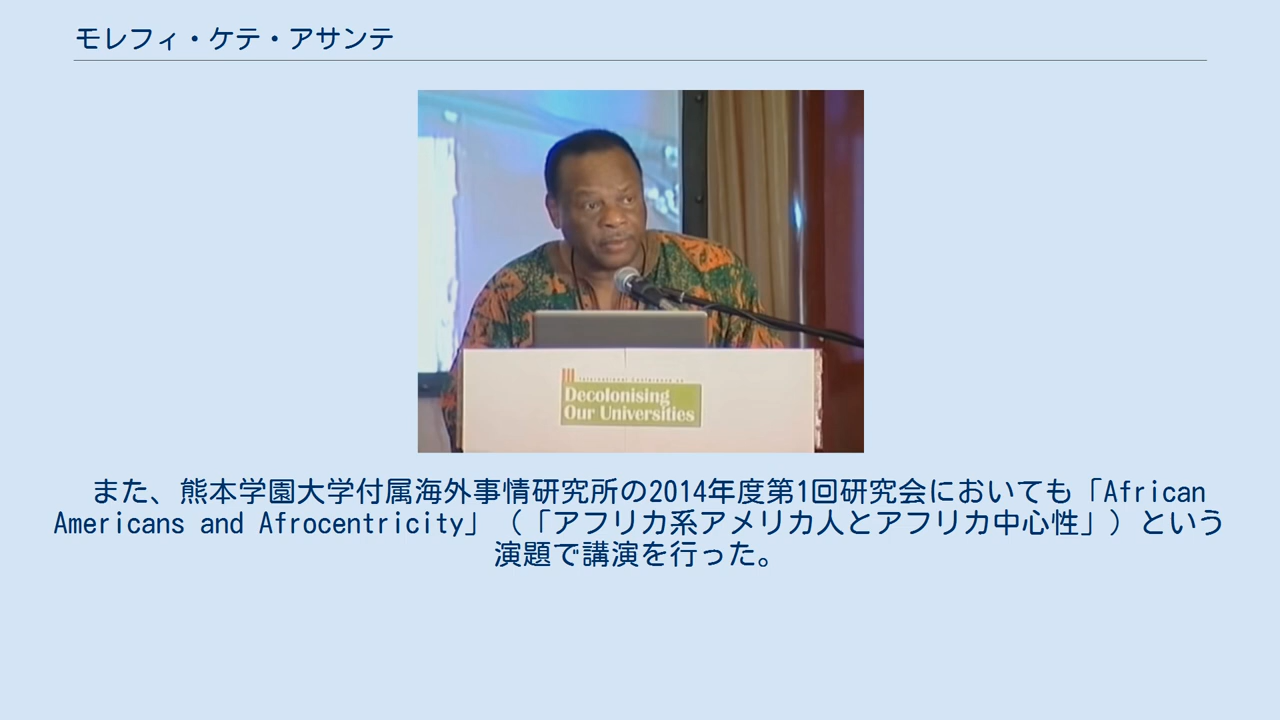 モレフィ・ケテ・アサンテ
International Conference on
Decolonising
Our Universities
また、熊本学園大学付属海外事情研究所の2014年度第1回研究会においても「African
Americans and Afrocentricity」（「アフリカ系アメリカ人とアフリカ中心性」）という
演題で講演を行った。